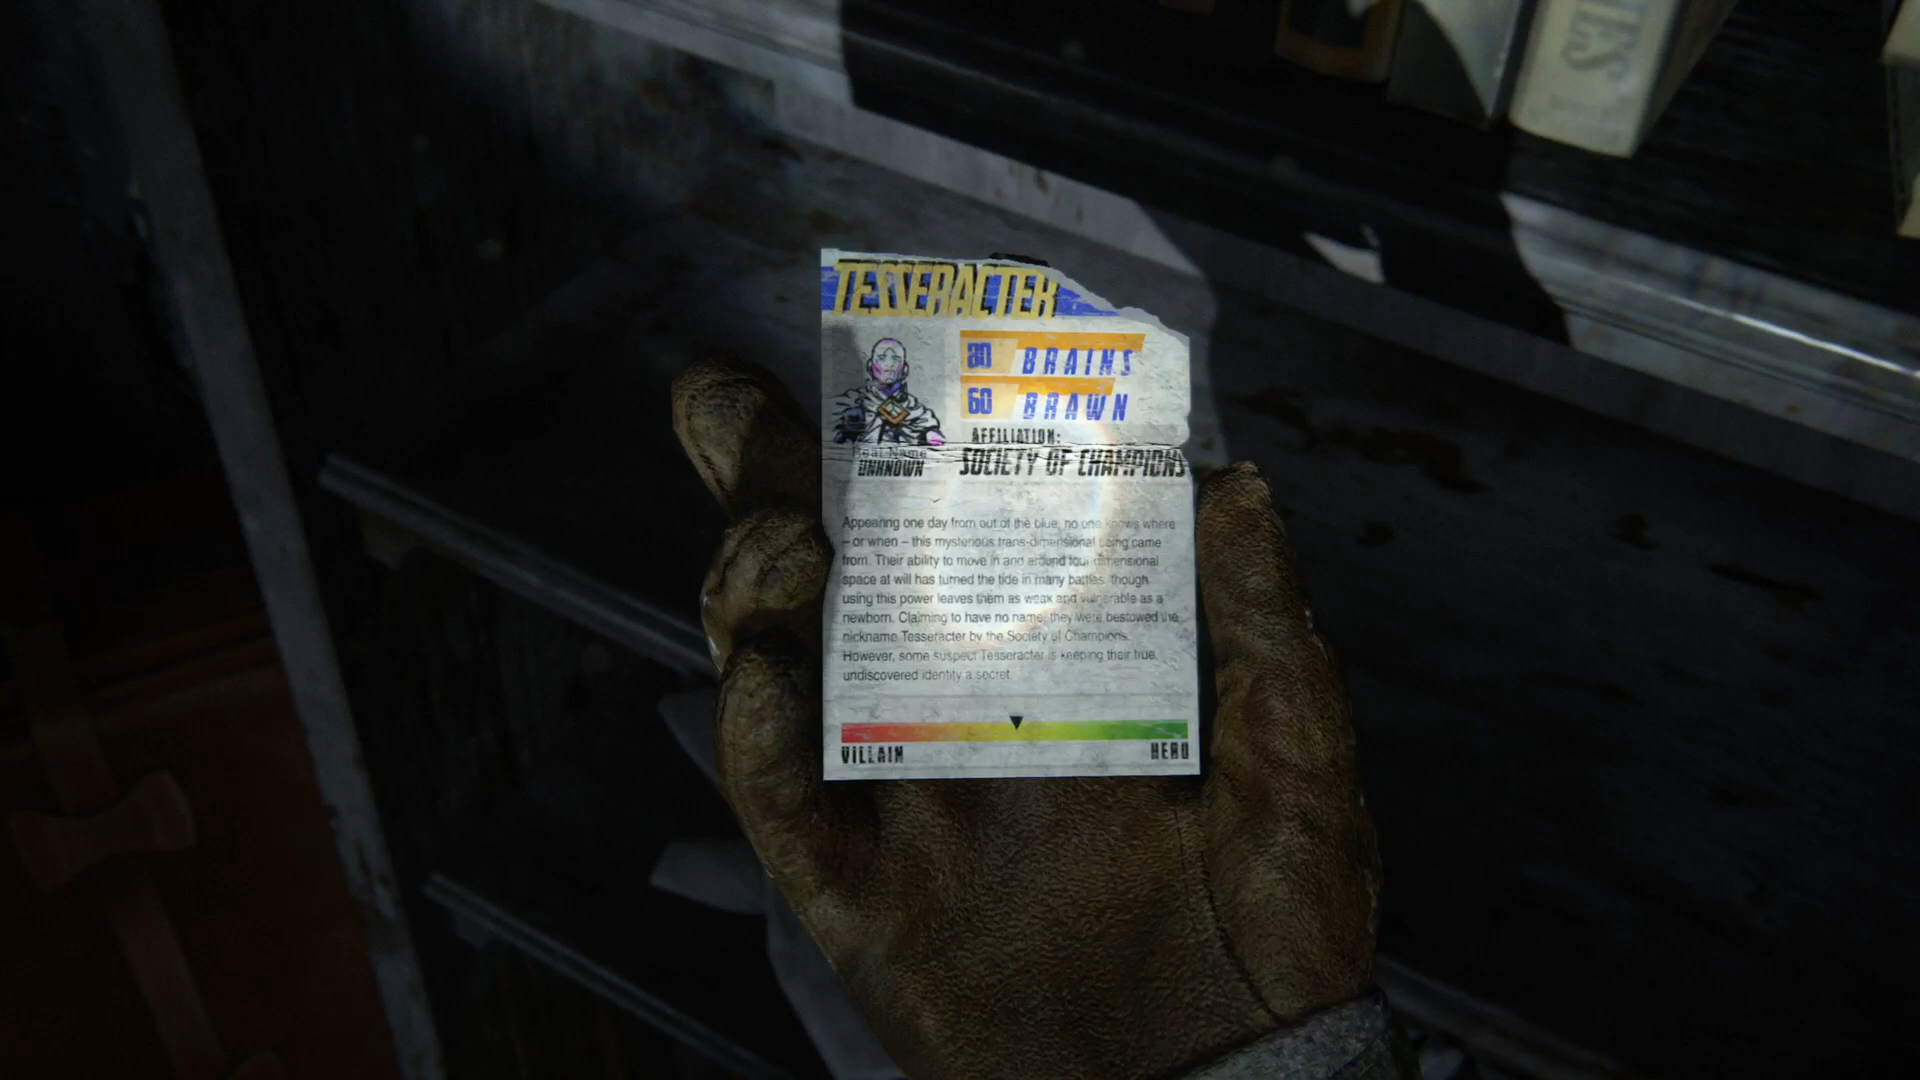 TESSERACTER
80 BRAINS
60 BRAWN
AFFILIATION:
SOCIETY OF CHAMPIONS
Real Name
UNKNOWN
Appearing one day from out of the blue, no one knows where
– or when – this mysterious trans-dimensional being came
from. Their ability to move in and around four-dimensional
space at will has turned the tide in many battles, though
using this power leaves them as weak and vulnerable as a
newborn. Claiming to have no name, they were bestowed the
nickname Tesseracter by the Society of Champions.
However, some suspect Tesseracter is keeping their true,
undiscovered identity a secret.
VILLAIN
HERO